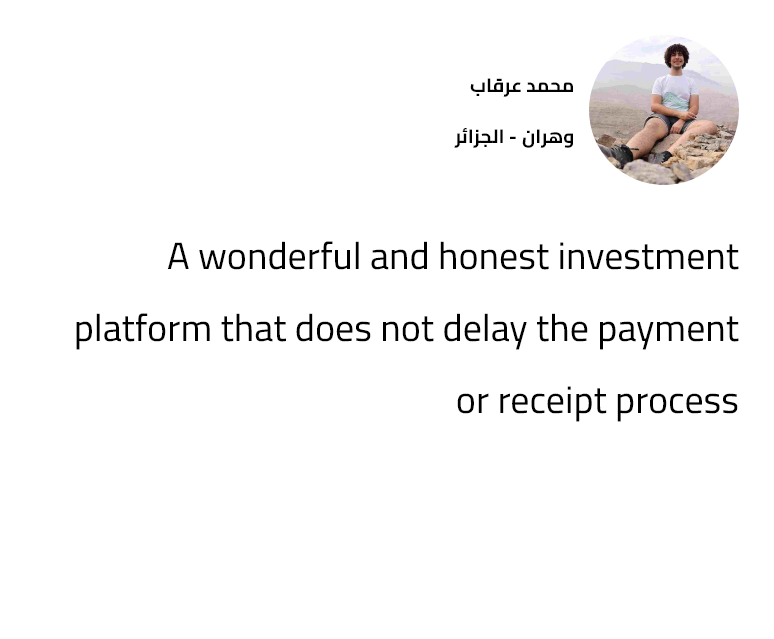 محمد عرقاب
وهران - الجزائر
A wonderful and honest investment
platform that does not delay the payment
or receipt process